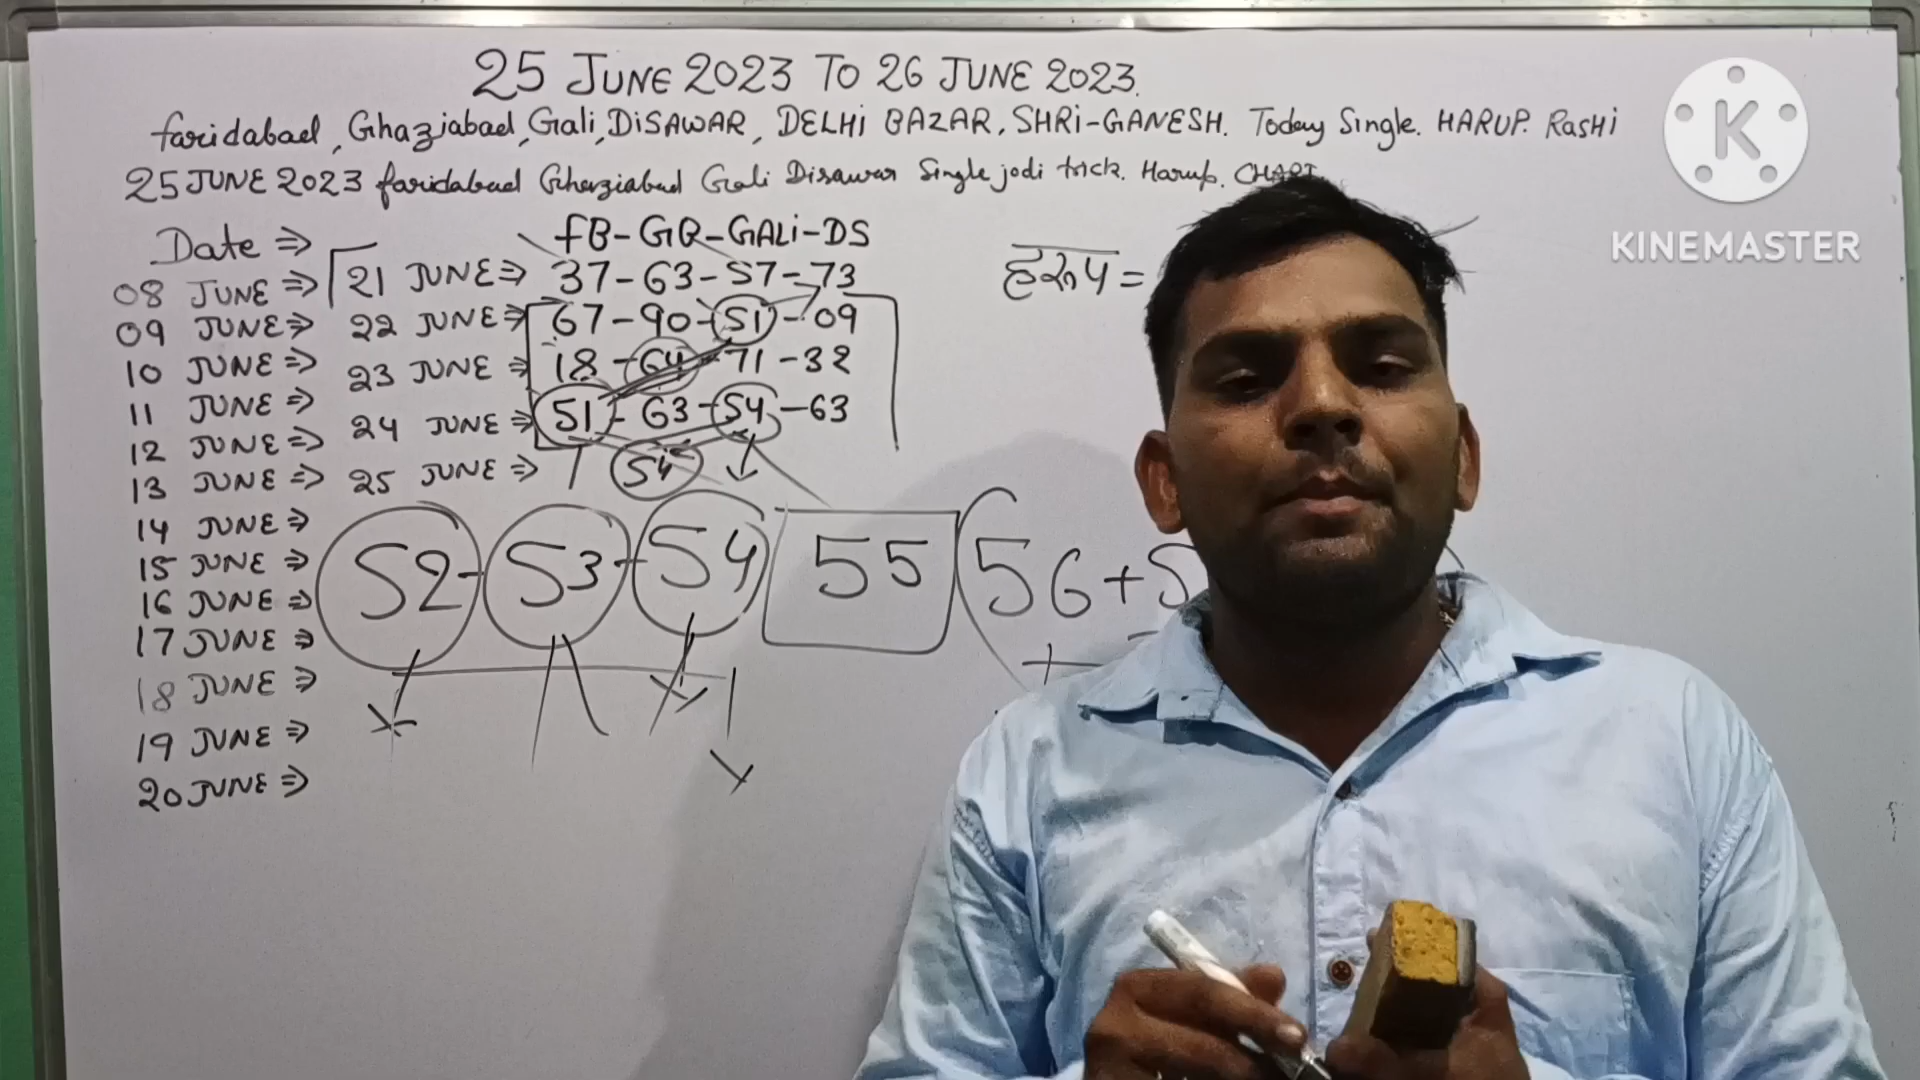 25 JUNE 2023 TO 26 JUNE 2023.
faridabad, Ghaziabad, Gali, DISAWAR, DELHI BAZAR, SHRI-GANESH. Today Single. HARUP. RASHI
25 JUNE 2023 faridabad Ghaziabad Gali Disawar Single jodi trick. Harup. CHART
Date ⇒ FB-GB-GALI-DS
08 JUNE ⇒ 21 JUNE ⇒ 37-63-57-73
09 JUNE ⇒ 22 JUNE ⇒ 67-90-51-09
10 JUNE ⇒ 23 JUNE ⇒ 18-64-71-32
11 JUNE ⇒ 24 JUNE ⇒ 51-63-54-63
12 JUNE ⇒
13 JUNE ⇒ 25 JUNE ⇒ 54
14 JUNE ⇒
15 JUNE ⇒
16 JUNE ⇒
17 JUNE ⇒
18 JUNE ⇒
19 JUNE ⇒
20 JUNE ⇒
52-53-54 55 56+5
हरुप =
KINEMASTER